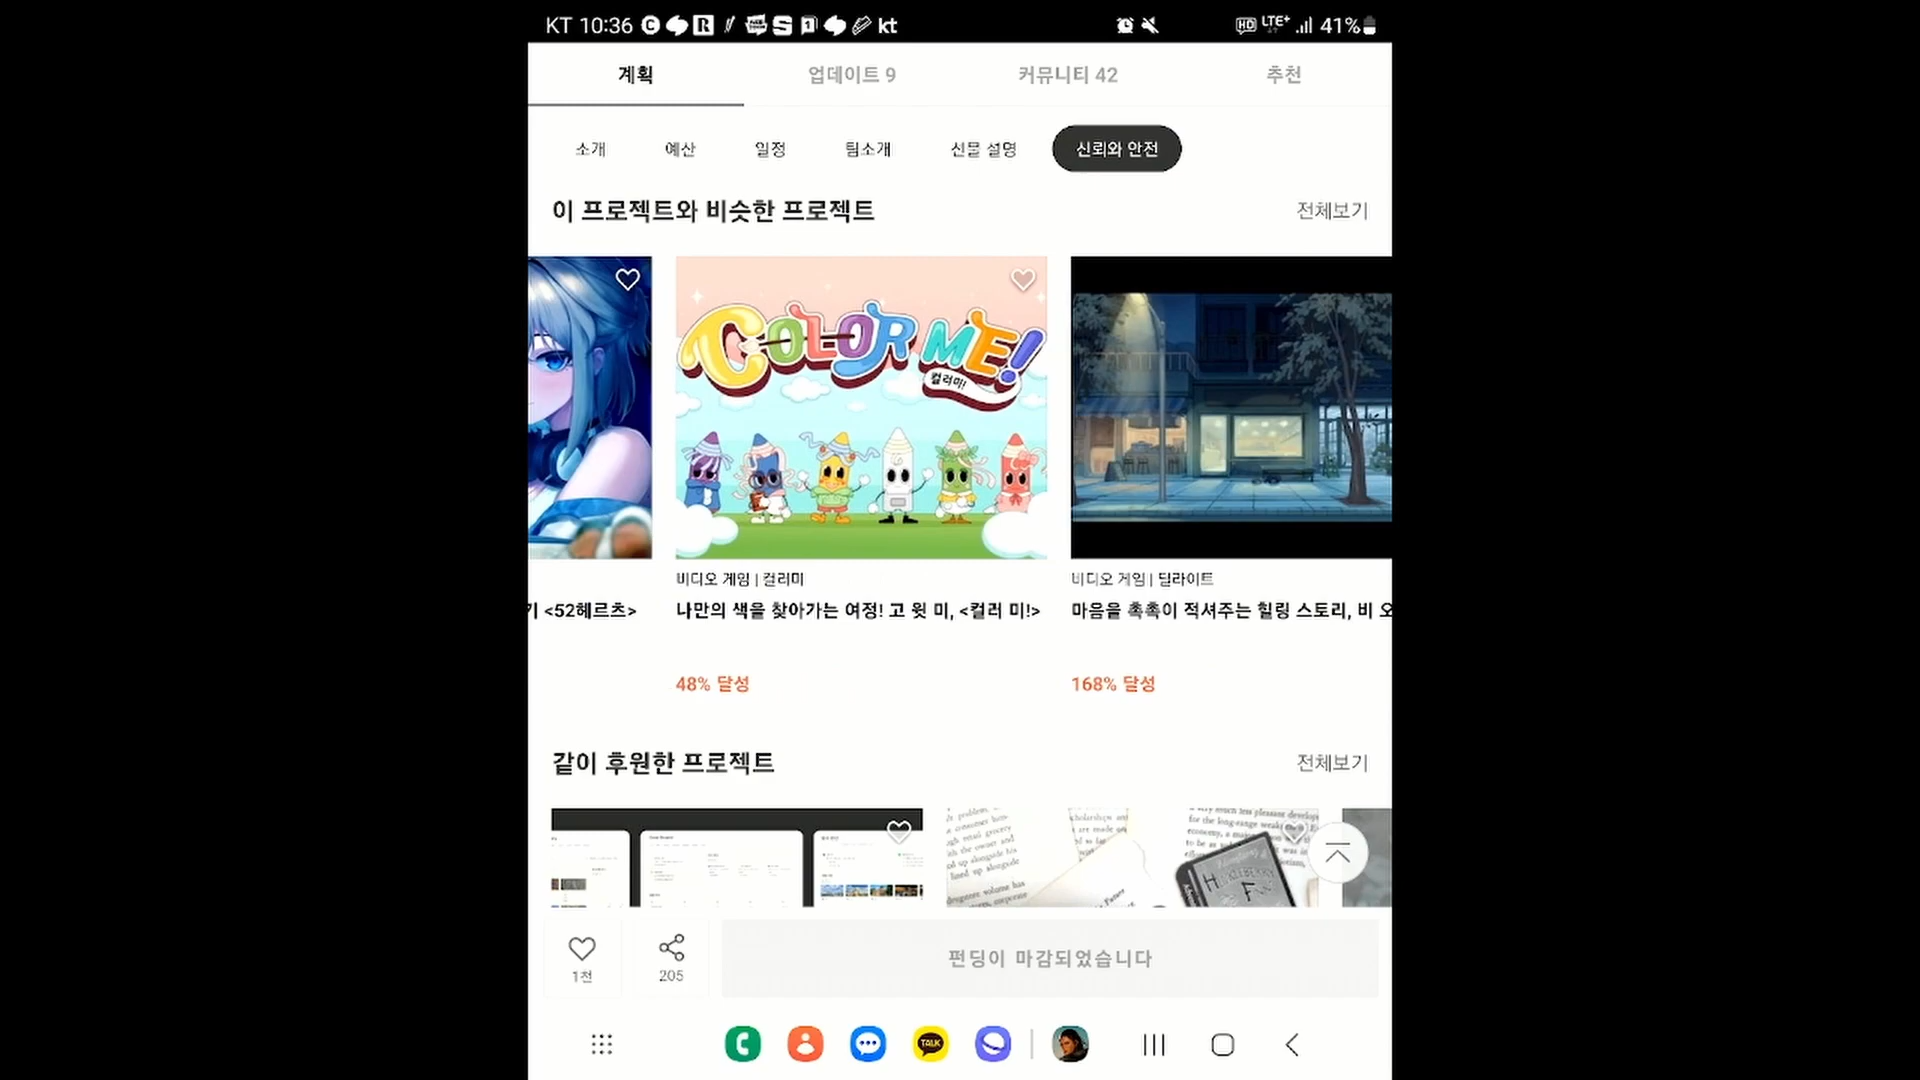 KT 10:36 kt HD LTE+ 41%
계획 업데이트 9 커뮤니티 42 추천
소개 예산 일정 팀소개 선물 설명 신뢰와 안전
이 프로젝트와 비슷한 프로젝트 전체보기
COLOR ME!
컬러미!
비디오 게임 | 컬러미
비디오 게임 | 딜라이트
기 <52헤르츠>
나만의 색을 찾아가는 여정! 고 윗 미, <컬러 미!>
마음을 촉촉이 적셔주는 힐링 스토리, 비 오
48% 달성
168% 달성
같이 후원한 프로젝트 전체보기
펀딩이 마감되었습니다
1천
205
TALK